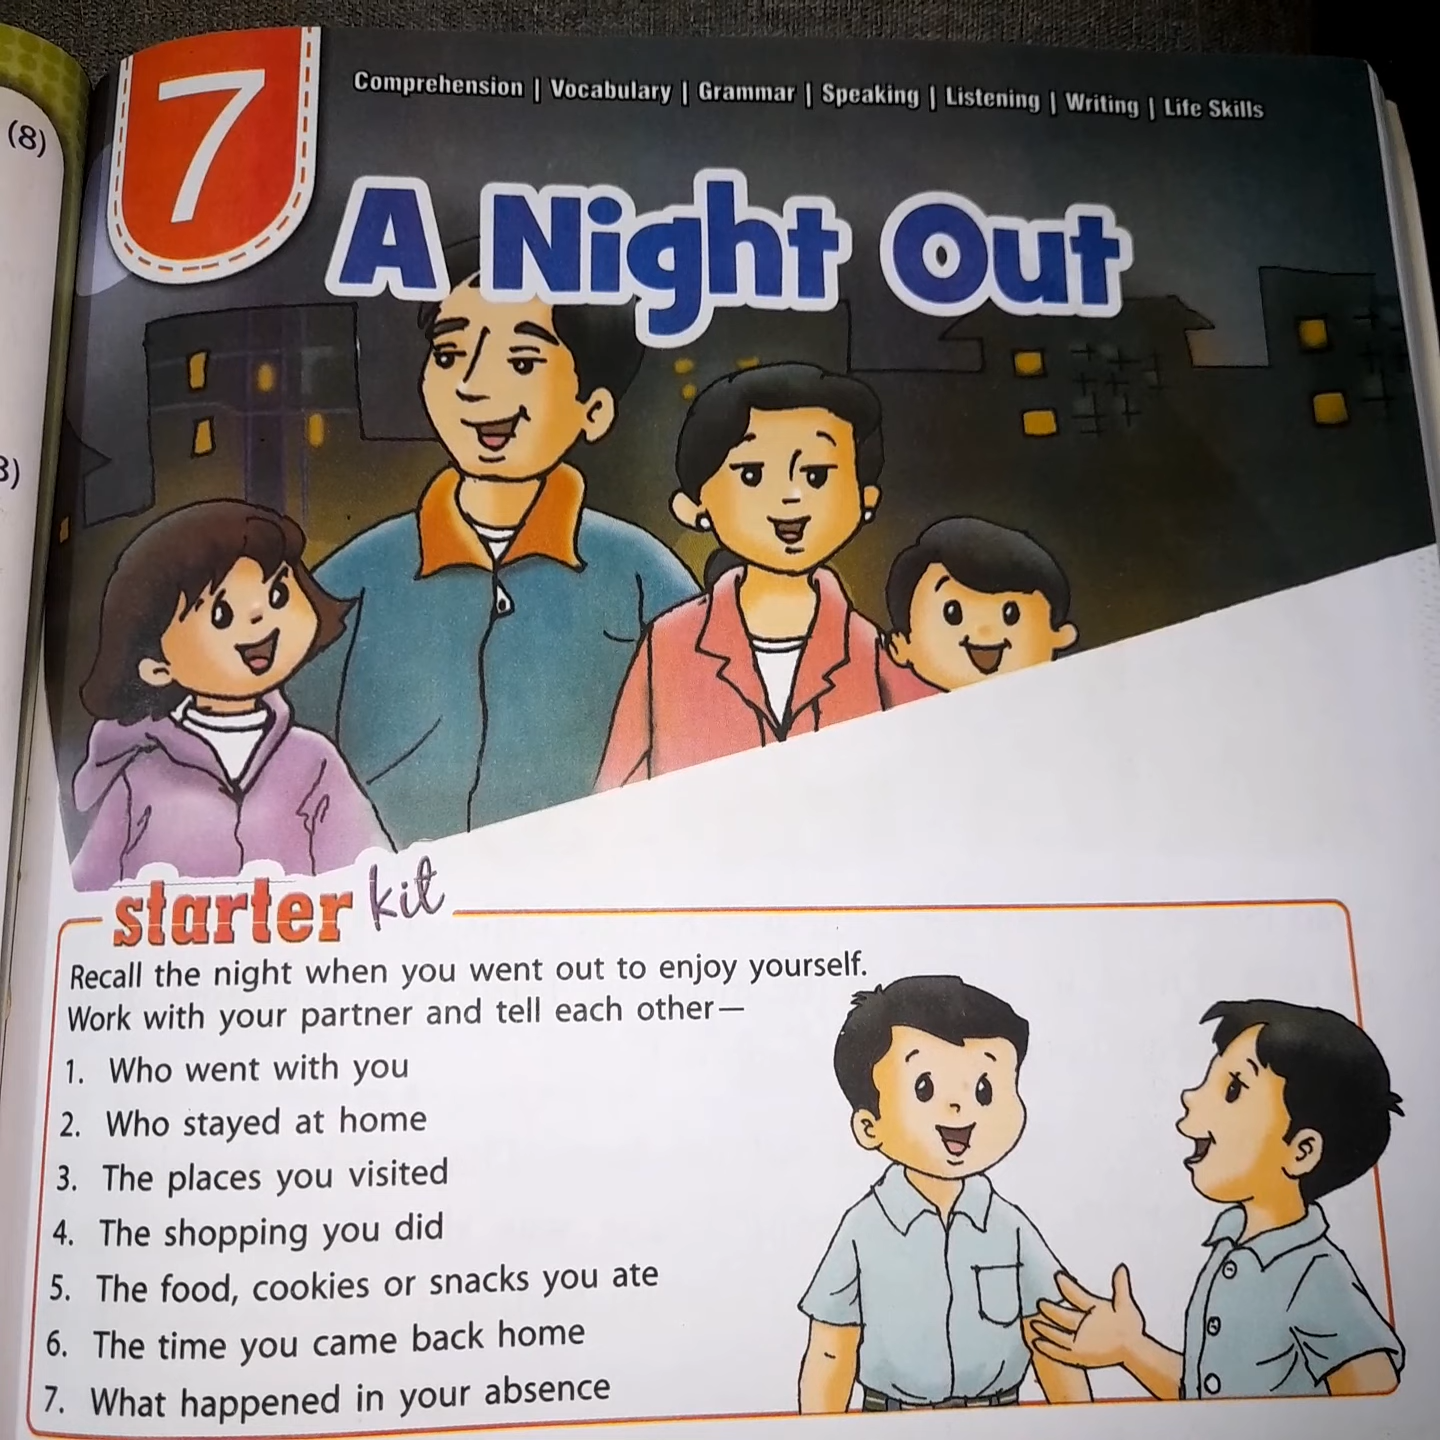 (8)
7
Comprehension | Vocabulary | Grammar | Speaking | Listening | Writing | Life Skills
A Night Out
starter kit
Recall the night when you went out to enjoy yourself.
Work with your partner and tell each other—
1. Who went with you
2. Who stayed at home
3. The places you visited
4. The shopping you did
5. The food, cookies or snacks you ate
6. The time you came back home
7. What happened in your absence